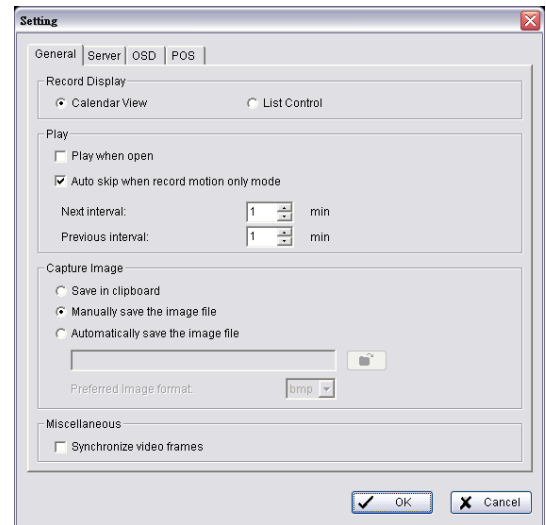 Setting
General Server OSD POS
Record Display
Calendar View List Control
Play
Play when open
Auto skip when record motion only mode
Next interval: 1 min
Previous interval: 1 min
Capture Image
Save in clipboard
Manually save the image file
Automatically save the image file
Preferred Image format: bmp
Miscellaneous
Synchronize video frames
OK Cancel